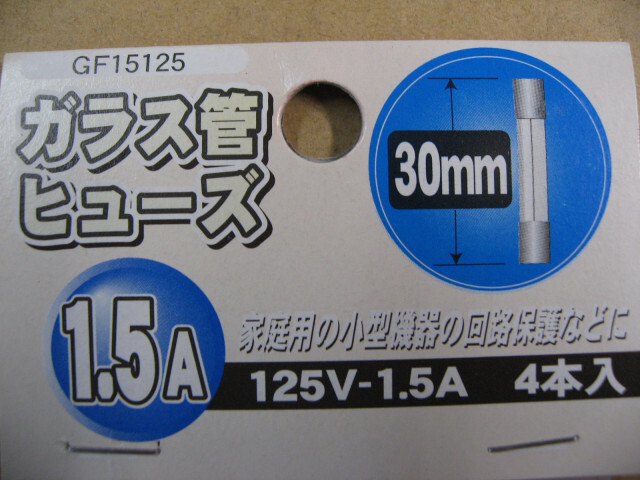 GF15125
ガラス管
ヒューズ
30mm
1.5A
家庭用の小型機器の回路保護などに
125V-1.5A 4本入